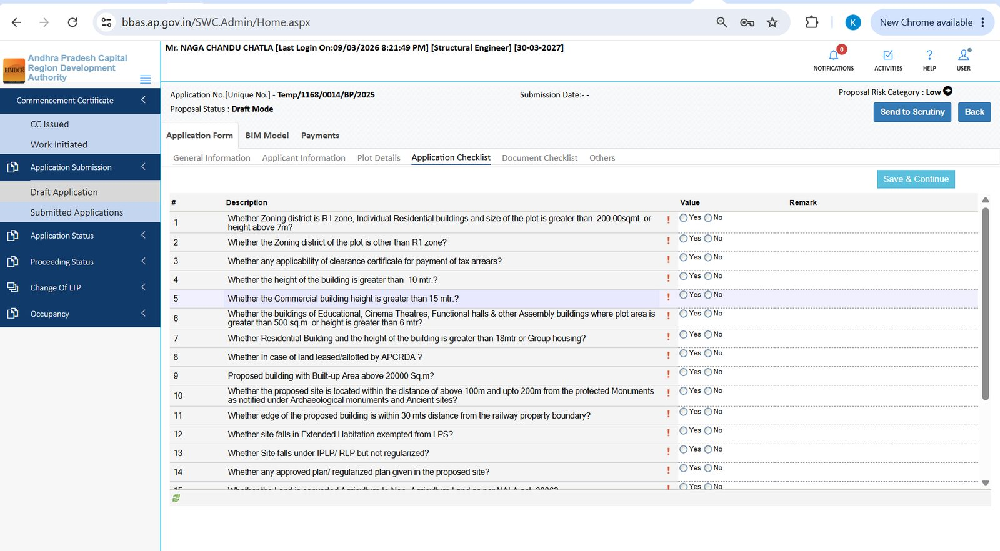 bbas.ap.gov.in/SWC.Admin/Home.aspx
K
New Chrome available
BIMDCR
Andhra Pradesh Capital
Region Development
Authority
Mr. NAGA CHANDU CHATLA [Last Login On:09/03/2026 8:21:49 PM] [Structural Engineer] [30-03-2027]
0
NOTIFICATIONS
ACTIVITIES
HELP
USER
Commencement Certificate
CC Issued
Work Initiated
Application Submission
Draft Application
Submitted Applications
Application Status
Proceeding Status
Change Of LTP
Occupancy
Application No.[Unique No.] - Temp/1168/0014/BP/2025
Submission Date:- -
Proposal Risk Category : Low
Proposal Status : Draft Mode
Send to Scrutiny
Back
Application Form BIM Model Payments
General Information Applicant Information Plot Details Application Checklist Document Checklist Others
Save & Continue
# Description Value Remark
1 Whether Zoning district is R1 zone, Individual Residential buildings and size of the plot is greater than 200.00sqmt. or ! Yes No
height above 7m?
2 Whether the Zoning district of the plot is other than R1 zone? ! Yes No
3 Whether any applicability of clearance certificate for payment of tax arrears? ! Yes No
4 Whether the height of the building is greater than 10 mtr.? ! Yes No
5 Whether the Commercial building height is greater than 15 mtr.? ! Yes No
6 Whether the buildings of Educational, Cinema Theatres, Functional halls & other Assembly buildings where plot area is ! Yes No
greater than 500 sq.m or height is greater than 6 mtr?
7 Whether Residential Building and the height of the building is greater than 18mtr or Group housing? ! Yes No
8 Whether In case of land leased/allotted by APCRDA ? ! Yes No
9 Proposed building with Built-up Area above 20000 Sq.m? ! Yes No
10 Whether the proposed site is located within the distance of above 100m and upto 200m from the protected Monuments ! Yes No
as notified under Archaeological monuments and Ancient sites?
11 Whether edge of the proposed building is within 30 mts distance from the railway property boundary? ! Yes No
12 Whether site falls in Extended Habitation exempted from LPS? ! Yes No
13 Whether Site falls under IPLP/ RLP but not regularized? ! Yes No
14 Whether any approved plan/ regularized plan given in the proposed site? ! Yes No
15 Whether the Land is converted Agriculture to Non- Agriculture Land as per NALA act, 2006? ! Yes No